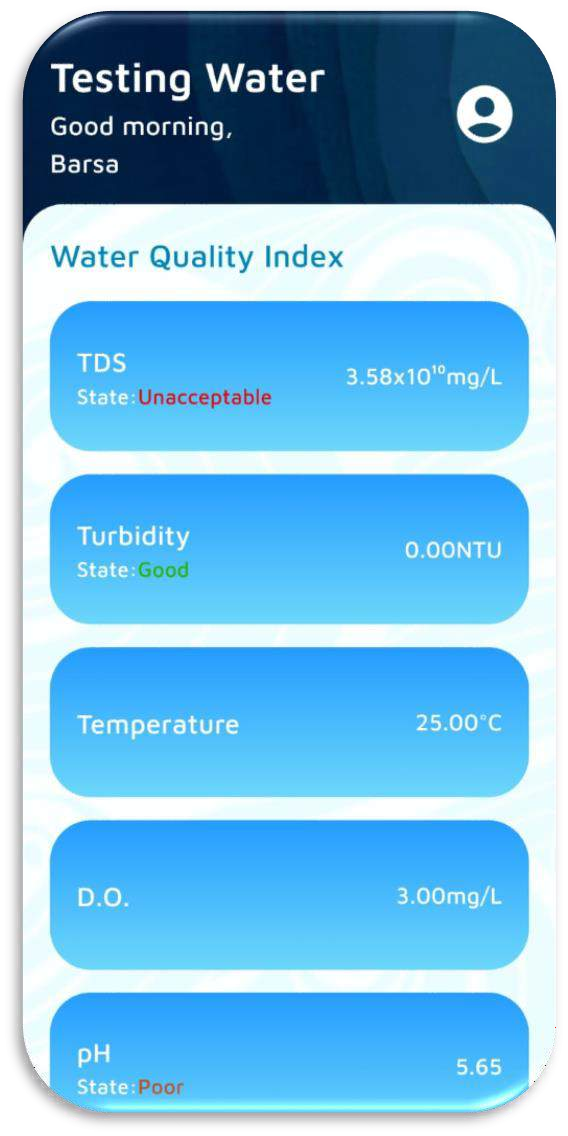 Testing Water
Good morning,
Barsa
Water Quality Index
TDS
State:Unacceptable
3.58x10¹⁰mg/L
Turbidity
State:Good
0.00NTU
Temperature
25.00°C
D.O.
3.00mg/L
pH
State:Poor
5.65